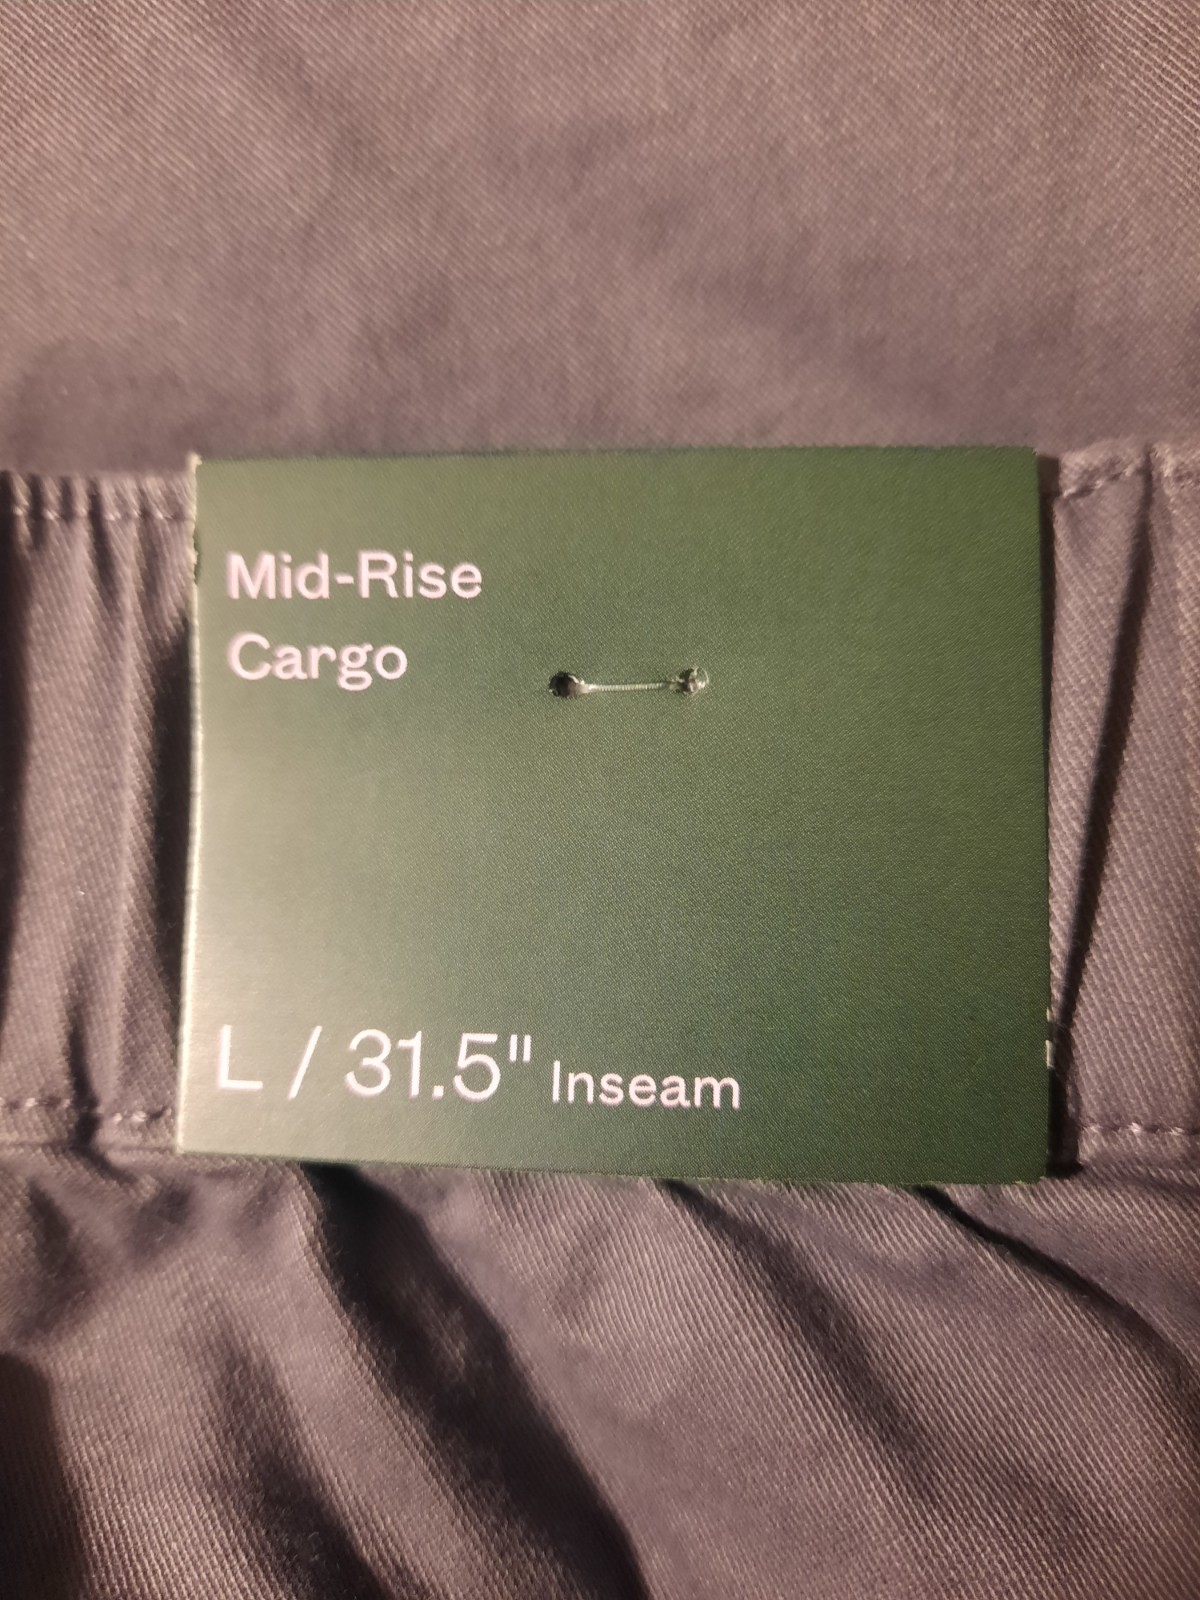 Mid-Rise
Cargo
L / 31.5" Inseam